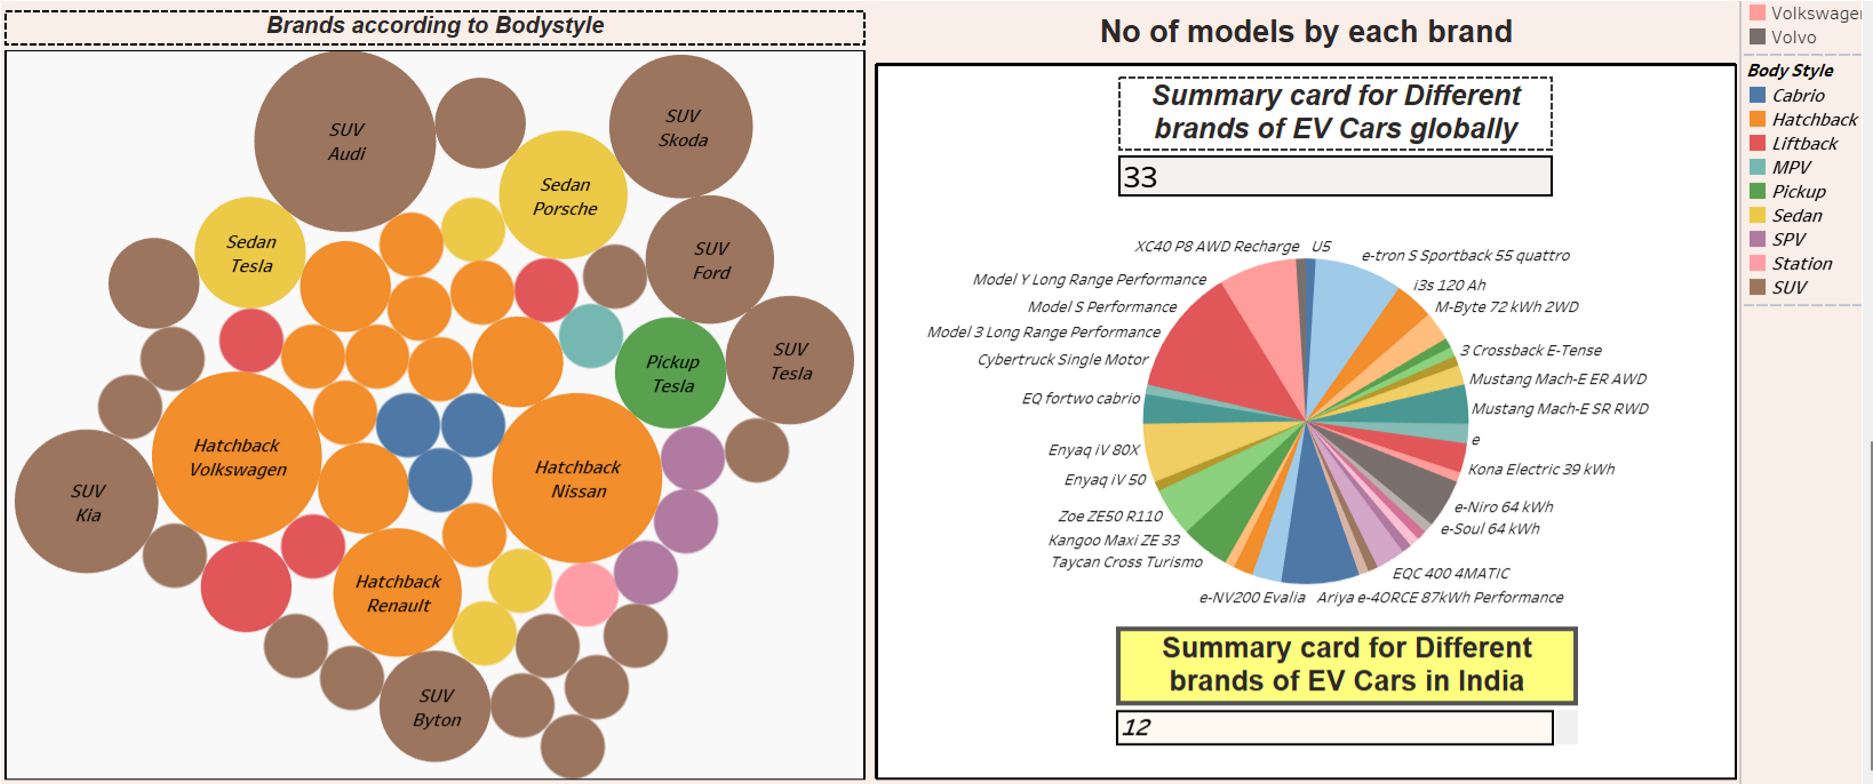 Brands according to Bodystyle
SUV
Audi
SUV
Skoda
Sedan
Porsche
Sedan
Tesla
SUV
Ford
SUV
Tesla
Pickup
Tesla
Hatchback
Volkswagen
Hatchback
Nissan
SUV
Kia
Hatchback
Renault
SUV
Byton
No of models by each brand
Summary card for Different
brands of EV Cars globally
33
XC40 P8 AWD Recharge
U5
e-tron S Sportback 55 quattro
Model Y Long Range Performance
i3s 120 Ah
Model S Performance
M-Byte 72 kWh 2WD
Model 3 Long Range Performance
3 Crossback E-Tense
Cybertruck Single Motor
Mustang Mach-E ER AWD
EQ fortwo cabrio
Mustang Mach-E SR RWD
e
Enyaq iV 80X
Kona Electric 39 kWh
Enyaq iV 50
e-Niro 64 kWh
Zoe ZE50 R110
e-Soul 64 kWh
Kangoo Maxi ZE 33
Taycan Cross Turismo
EQC 400 4MATIC
e-NV200 Evalia
Ariya e-4ORCE 87kWh Performance
Summary card for Different
brands of EV Cars in India
12
Volkswagen
Volvo
Body Style
Cabrio
Hatchback
Liftback
MPV
Pickup
Sedan
SPV
Station
SUV